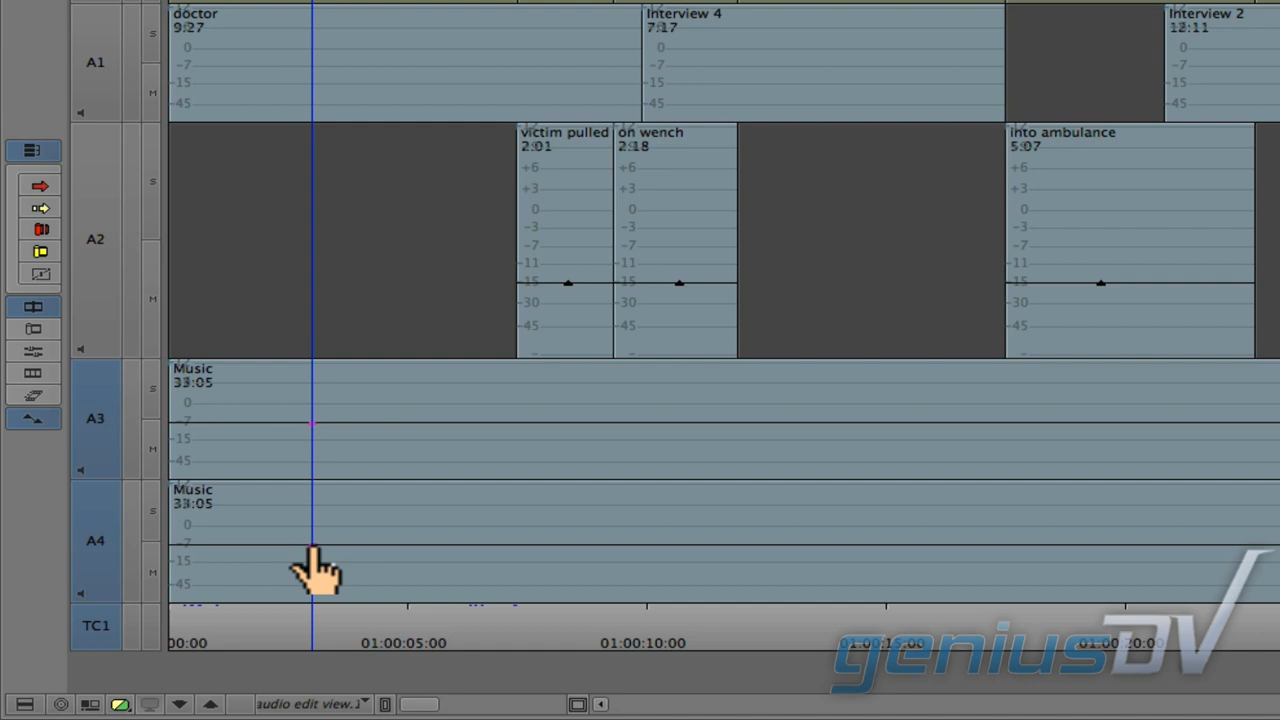 doctor
9:27
Interview 4
7:17
Interview 2
12:11
A1
S
M
0
-7
-15
-45
0
-7
-15
-45
0
-7
-15
-45
victim pulled
2:01
on wench
2:18
into ambulance
5:07
A2
S
M
+6
+3
0
-3
-7
-11
-15
-30
-45
+6
+3
0
-3
-7
-11
-15
-30
-45
+6
+3
0
-3
-7
-11
-15
-30
-45
Music
33:05
A3
S
M
0
-7
-15
-45
Music
33:05
A4
S
M
0
-7
-15
-45
TC1
00:00
01:00:05:00
01:00:10:00
01:00:15:00
01:00:20:00
geniusDV
audio edit view.1